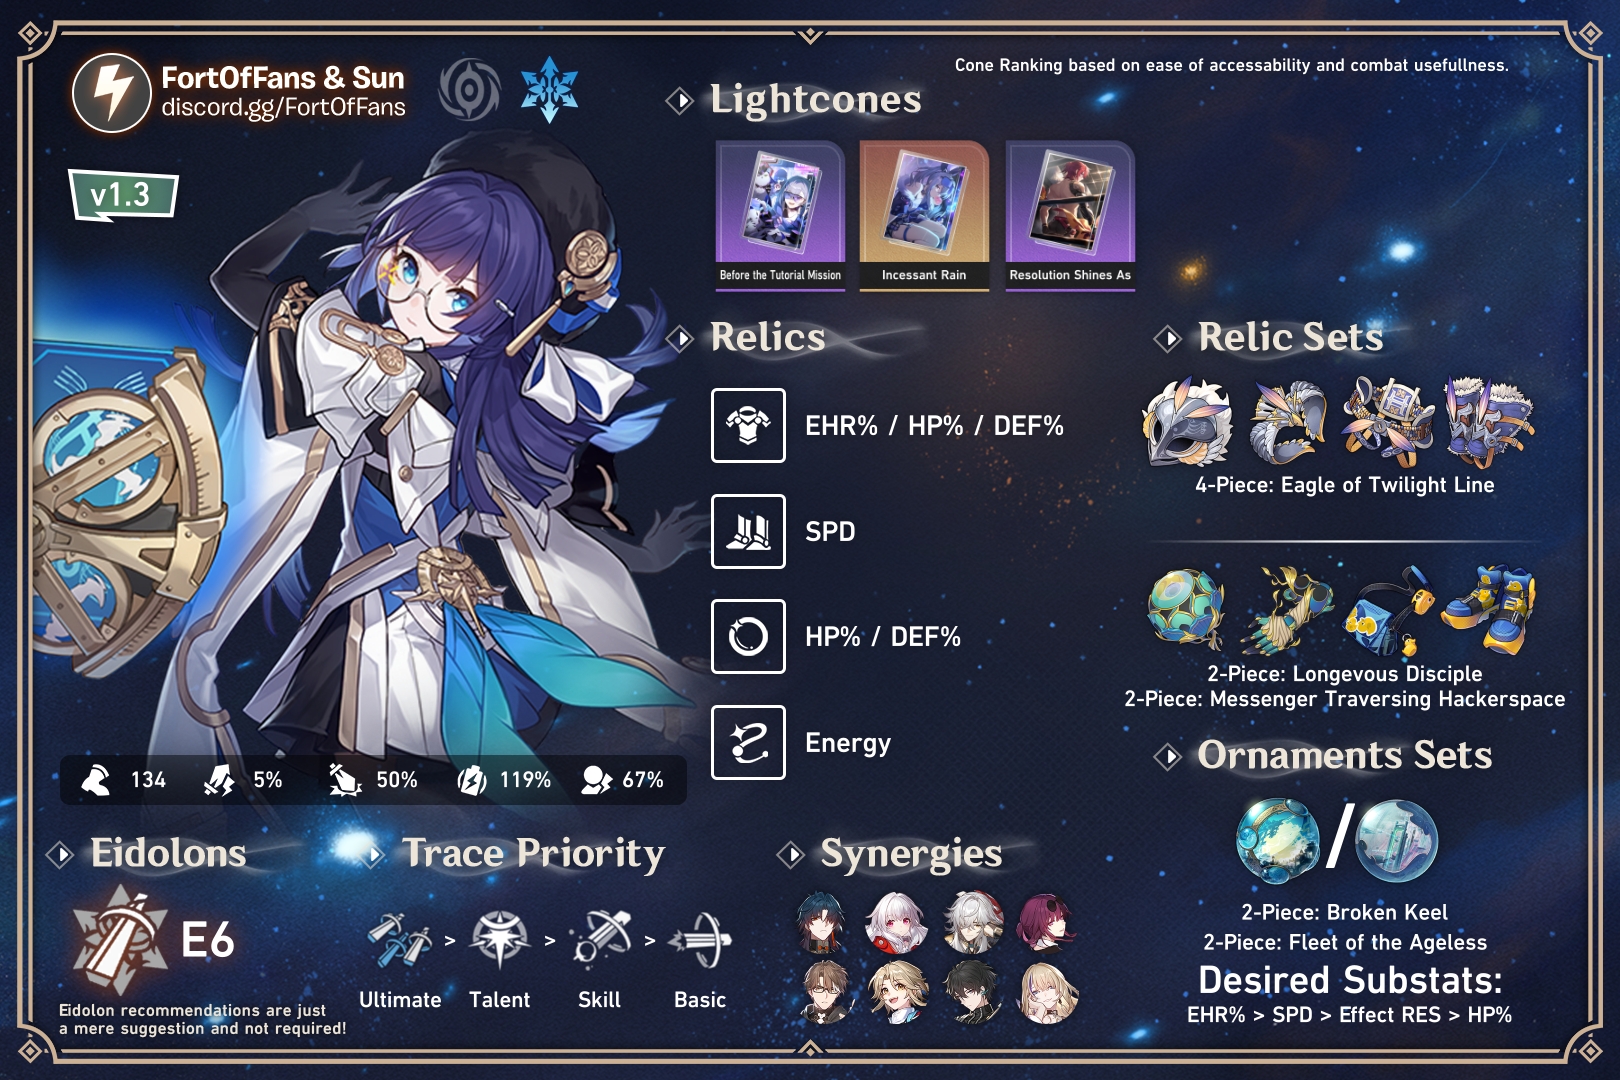 FortOfFans & Sun
discord.gg/FortOfFans
v1.3
Cone Ranking based on ease of accessability and combat usefullness.
Lightcones
Before the Tutorial Mission
Incessant Rain
Resolution Shines As
Relics
EHR% / HP% / DEF%
SPD
HP% / DEF%
Energy
Relic Sets
4-Piece: Eagle of Twilight Line
2-Piece: Longevous Disciple
2-Piece: Messenger Traversing Hackerspace
Ornaments Sets
2-Piece: Broken Keel
2-Piece: Fleet of the Ageless
Desired Substats:
EHR% > SPD > Effect RES > HP%
134 5% 50% 119% 67%
Eidolons
E6
Eidolon recommendations are just
a mere suggestion and not required!
Trace Priority
> > >
Ultimate Talent Skill Basic
Synergies